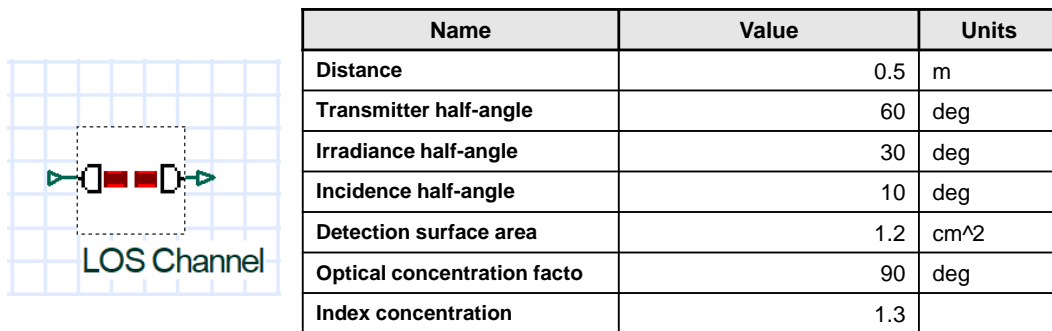 LOS Channel
Name Value Units
Distance 0.5 m
Transmitter half-angle 60 deg
Irradiance half-angle 30 deg
Incidence half-angle 10 deg
Detection surface area 1.2 cm^2
Optical concentration facto 90 deg
Index concentration 1.3